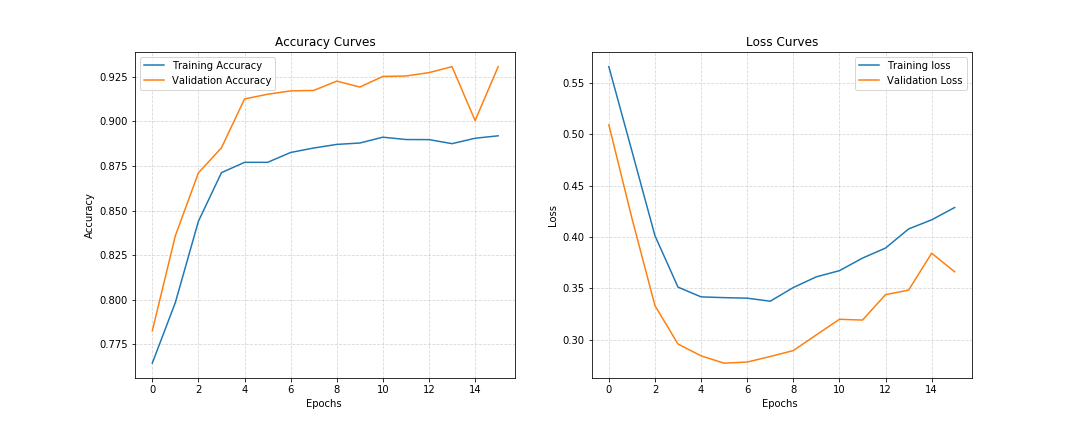 Accuracy Curves
Training Accuracy
Validation Accuracy
0.925
0.900
0.875
0.850
0.825
0.800
0.775
Accuracy
0 2 4 6 8 10 12 14
Epochs
Loss Curves
Training loss
Validation Loss
0.55
0.50
0.45
0.40
0.35
0.30
Loss
0 2 4 6 8 10 12 14
Epochs